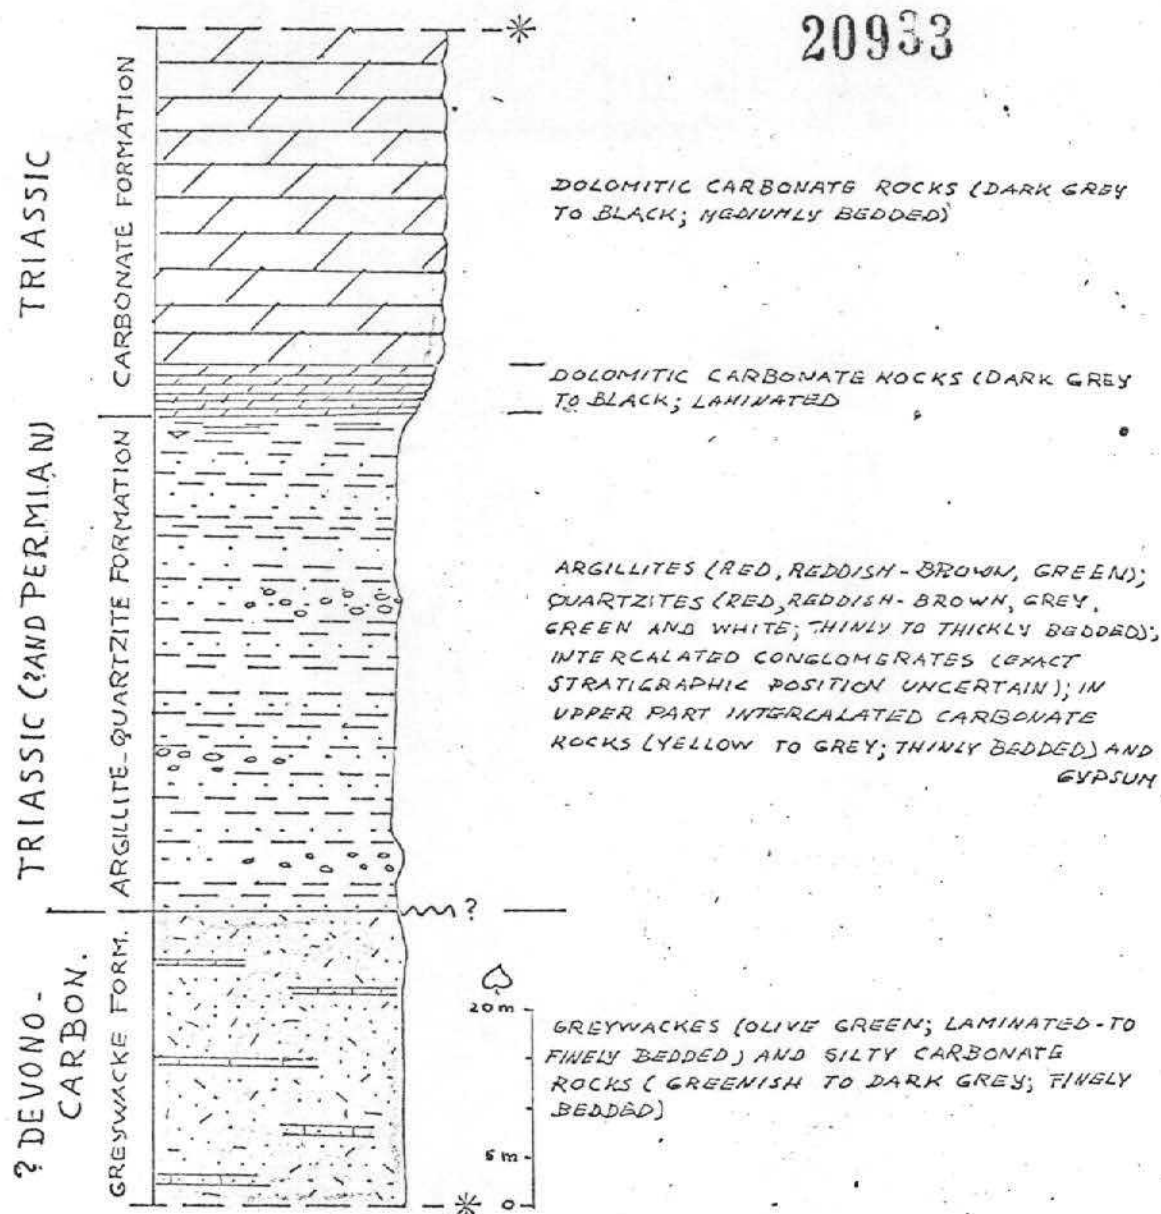 20933
TRIASSIC
CARBONATE FORMATION
DOLOMITIC CARBONATE ROCKS (DARK GREY
TO BLACK; MEDIUMLY BEDDED)
DOLOMITIC CARBONATE ROCKS (DARK GREY
TO BLACK; LAMINATED
TRIASSIC (?AND PERMIAN)
ARGILLITE-QUARTZITE FORMATION
ARGILLITES (RED, REDDISH-BROWN, GREEN);
QUARTZITES (RED, REDDISH-BROWN, GREY,
GREEN AND WHITE; THINLY TO THICKLY BEDDED);
INTERCALATED CONGLOMERATES (EXACT
STRATIGRAPHIC POSITION UNCERTAIN); IN
UPPER PART INTERCALATED CARBONATE
ROCKS (YELLOW TO GREY; THINLY BEDDED) AND
GYPSUM
?
? DEVONO-
CARBON.
GREYWACKE FORM.
20m
5m
0
GREYWACKES (OLIVE GREEN; LAMINATED-TO
FINELY BEDDED) AND SILTY CARBONATE
ROCKS (GREENISH TO DARK GREY; FINELY
BEDDED)